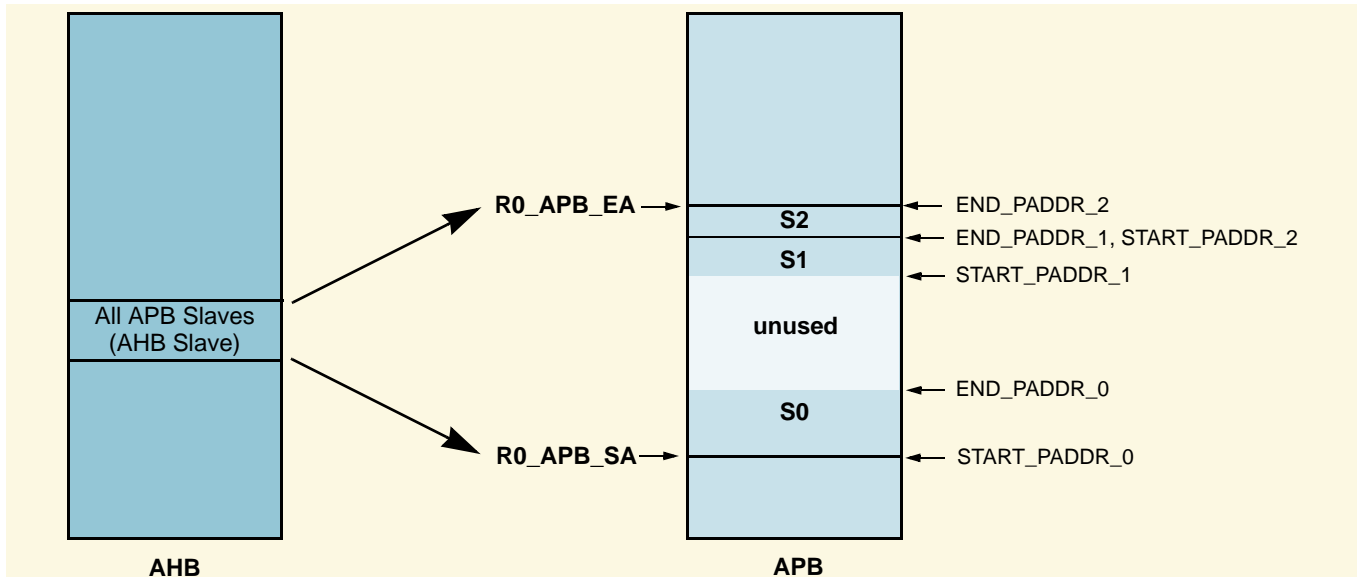 R0_APB_EA
END_PADDR_2
S2
END_PADDR_1, START_PADDR_2
S1
START_PADDR_1
All APB Slaves
(AHB Slave)
unused
END_PADDR_0
S0
R0_APB_SA
START_PADDR_0
AHB
APB